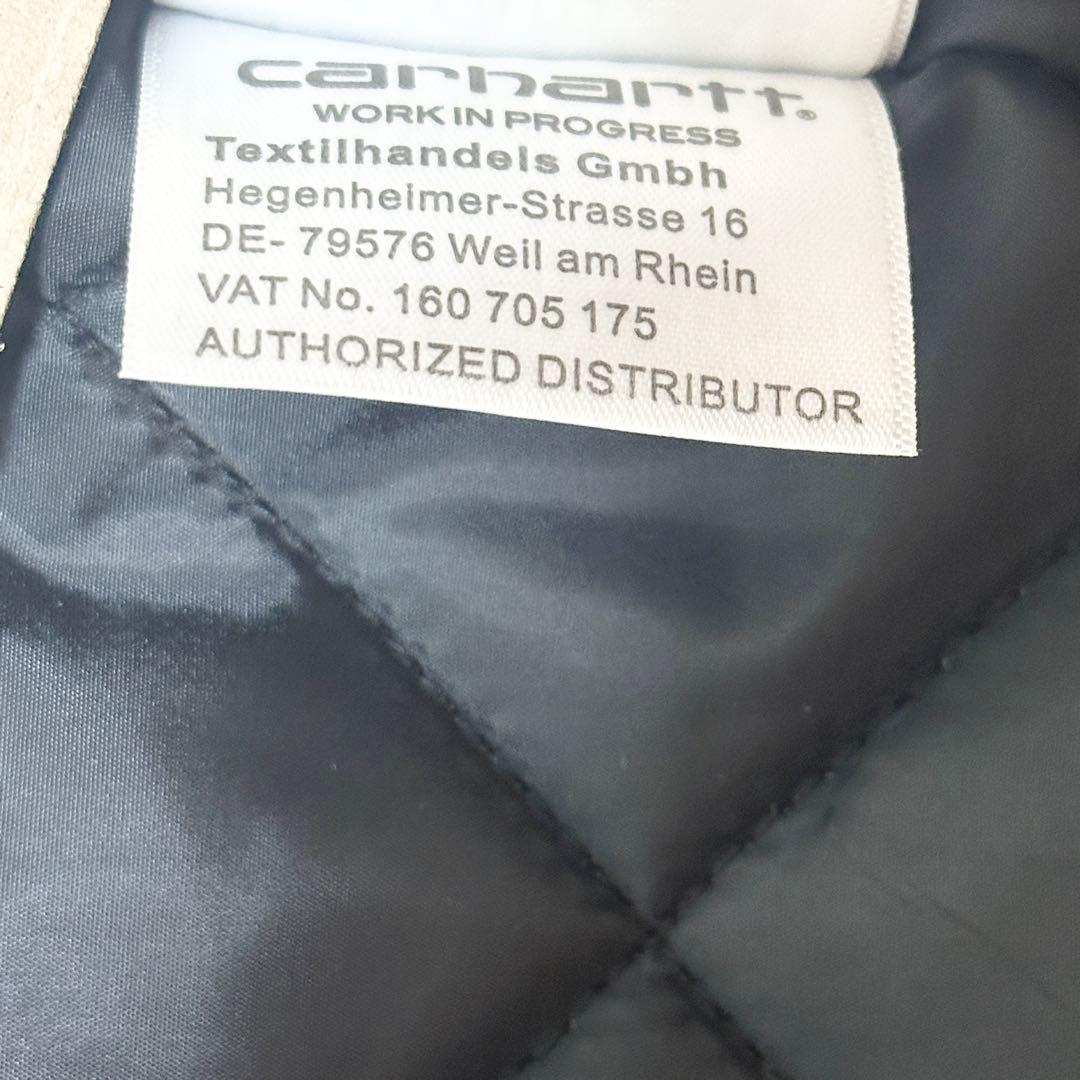 carhartt®
WORK IN PROGRESS
Textilhandels Gmbh
Hegenheimer-Strasse 16
DE- 79576 Weil am Rhein
VAT No. 160 705 175
AUTHORIZED DISTRIBUTOR